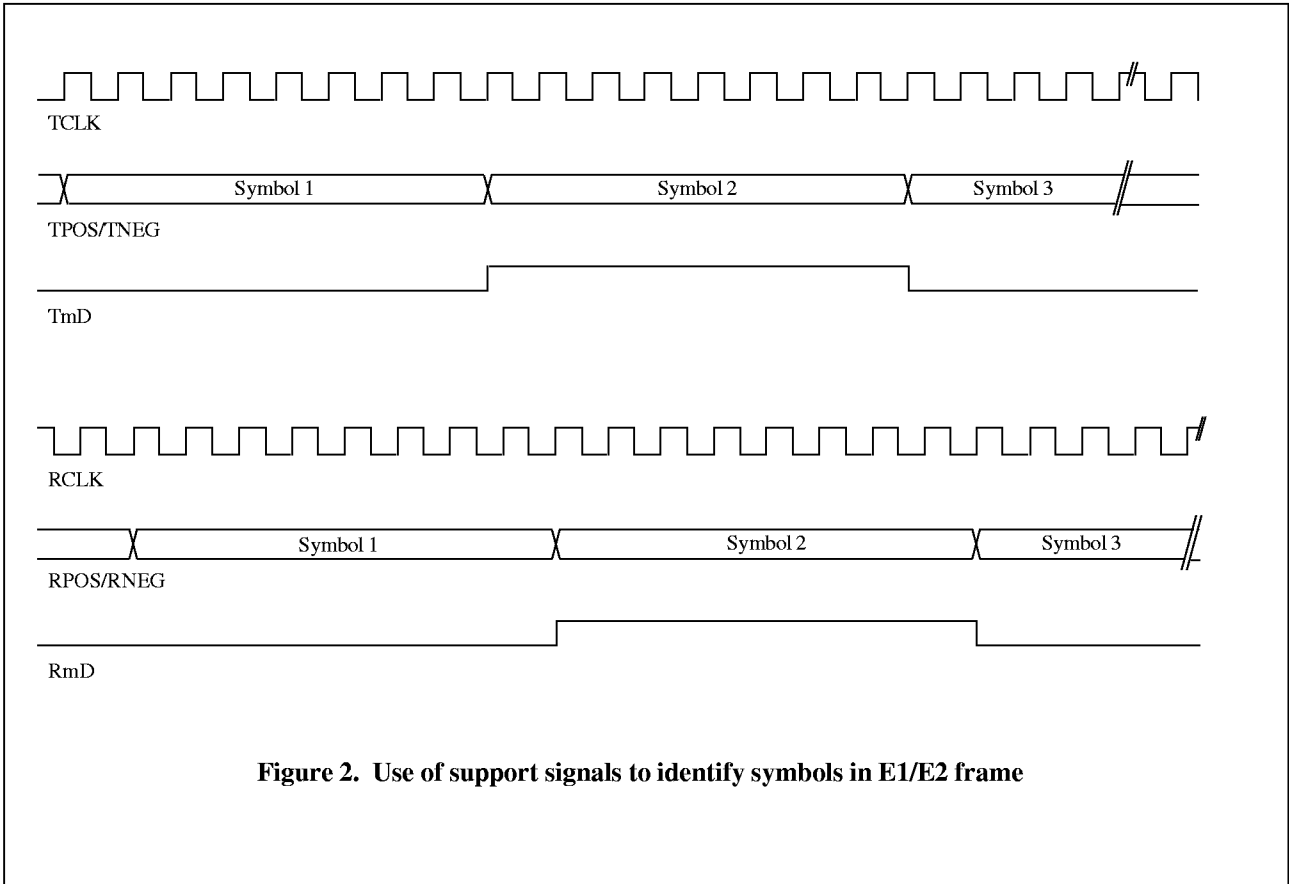 TCLK
Symbol 1 Symbol 2 Symbol 3
TPOS/TNEG
TmD
RCLK
Symbol 1 Symbol 2 Symbol 3
RPOS/RNEG
RmD
Figure 2. Use of support signals to identify symbols in E1/E2 frame